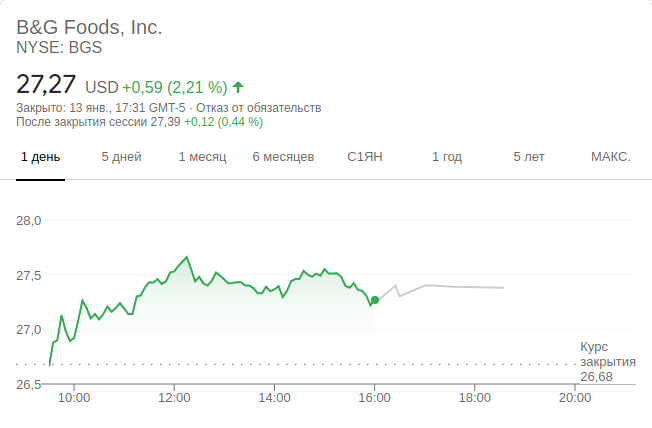 B&G Foods, Inc.
NYSE: BGS
27,27 USD +0,59 (2,21 %)
Закрыто: 13 янв., 17:31 GMT-5 · Отказ от обязательств
После закрытия сессии 27,39 +0,12 (0,44 %)
1 день 5 дней 1 месяц 6 месяцев С1ЯН 1 год 5 лет МАКС.
28,0
27,5
27,0
Курс
закрытия
26,68
26,5
10:00 12:00 14:00 16:00 18:00 20:00